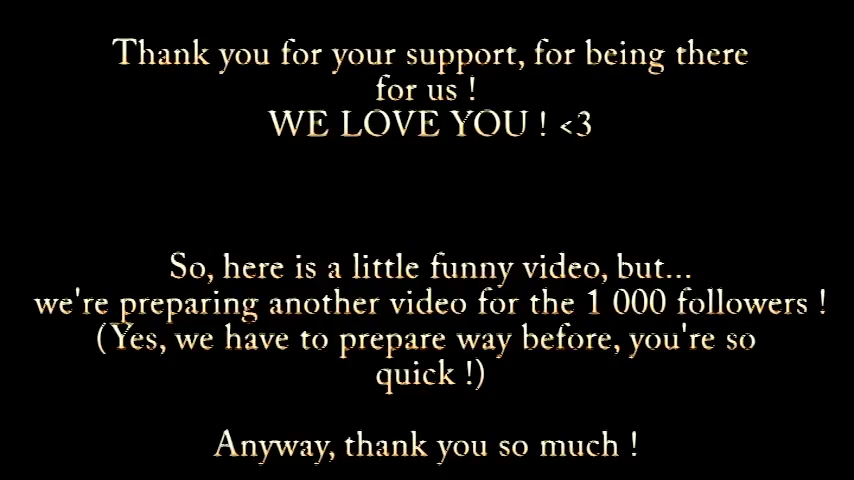 Thank you for your support, for being there
for us !
WE LOVE YOU ! <3
So, here is a little funny video, but...
we're preparing another video for the 1 000 followers !
(Yes, we have to prepare way before, you're so
quick !)
Anyway, thank you so much !